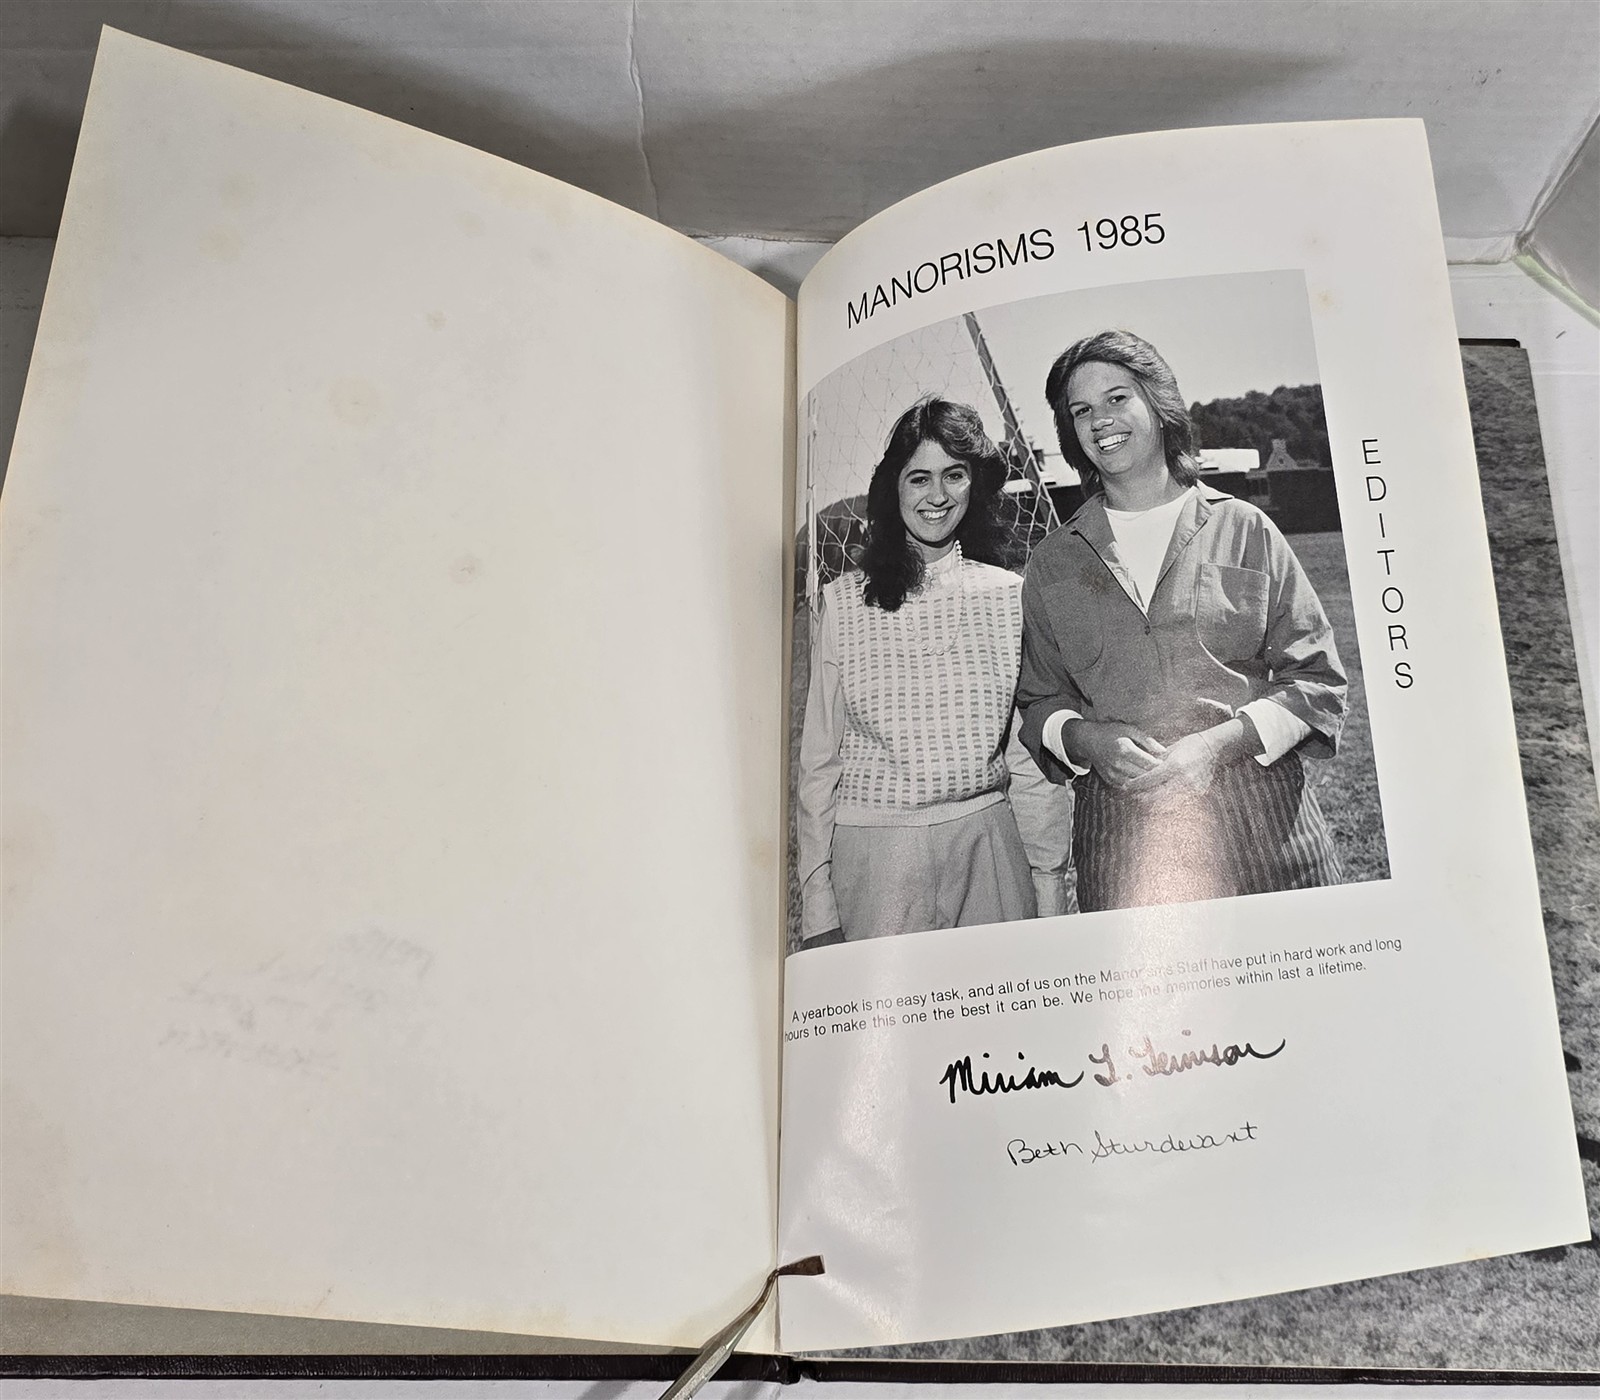 MANORISMS 1985
EDITORS
A yearbook is no easy task, and all of us on the Manorisms Staff have put in hard work and long
hours to make this one the best it can be. We hope the memories within last a lifetime.
Miriam L.
Beth Sturdevant